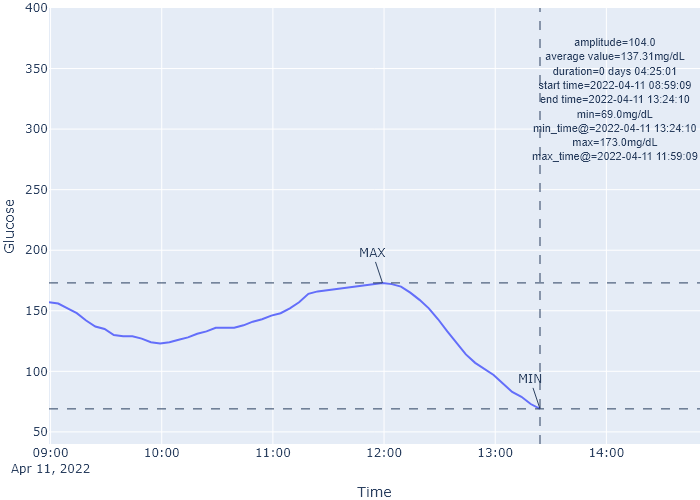 400
350
300
250
200
150
100
50
Glucose
amplitude=104.0
average value=137.31mg/dL
duration=0 days 04:25:01
start time=2022-04-11 08:59:09
end time=2022-04-11 13:24:10
min=69.0mg/dL
min_time@=2022-04-11 13:24:10
max=173.0mg/dL
max_time@=2022-04-11 11:59:09
MAX
MIN
09:00 10:00 11:00 12:00 13:00 14:00
Apr 11, 2022
Time